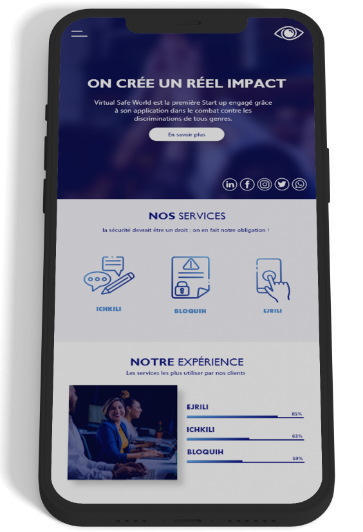 ON CRÉE UN RÉEL IMPACT
Virtual Safe World est la première Start up engagé grâce
à son application dans le combat contre les
discriminations de tous genres.
En savoir plus
NOS SERVICES
la sécurité devrait être un droit ; on en fait notre obligation !
ICHKILI
BLOQUIH
EJRILI
NOTRE EXPÉRIENCE
Les services les plus utiliser par nos clients
EJRILI
85%
ICHKILI
63%
BLOQUIH
59%